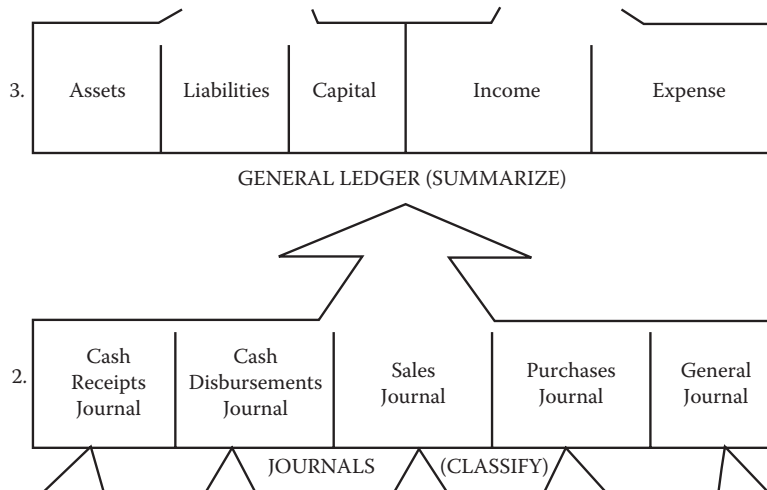 3. Assets Liabilities Capital Income Expense
GENERAL LEDGER (SUMMARIZE)
2.
Cash
Receipts
Journal
Cash
Disbursements
Journal
Sales
Journal
Purchases
Journal
General
Journal
JOURNALS (CLASSIFY)